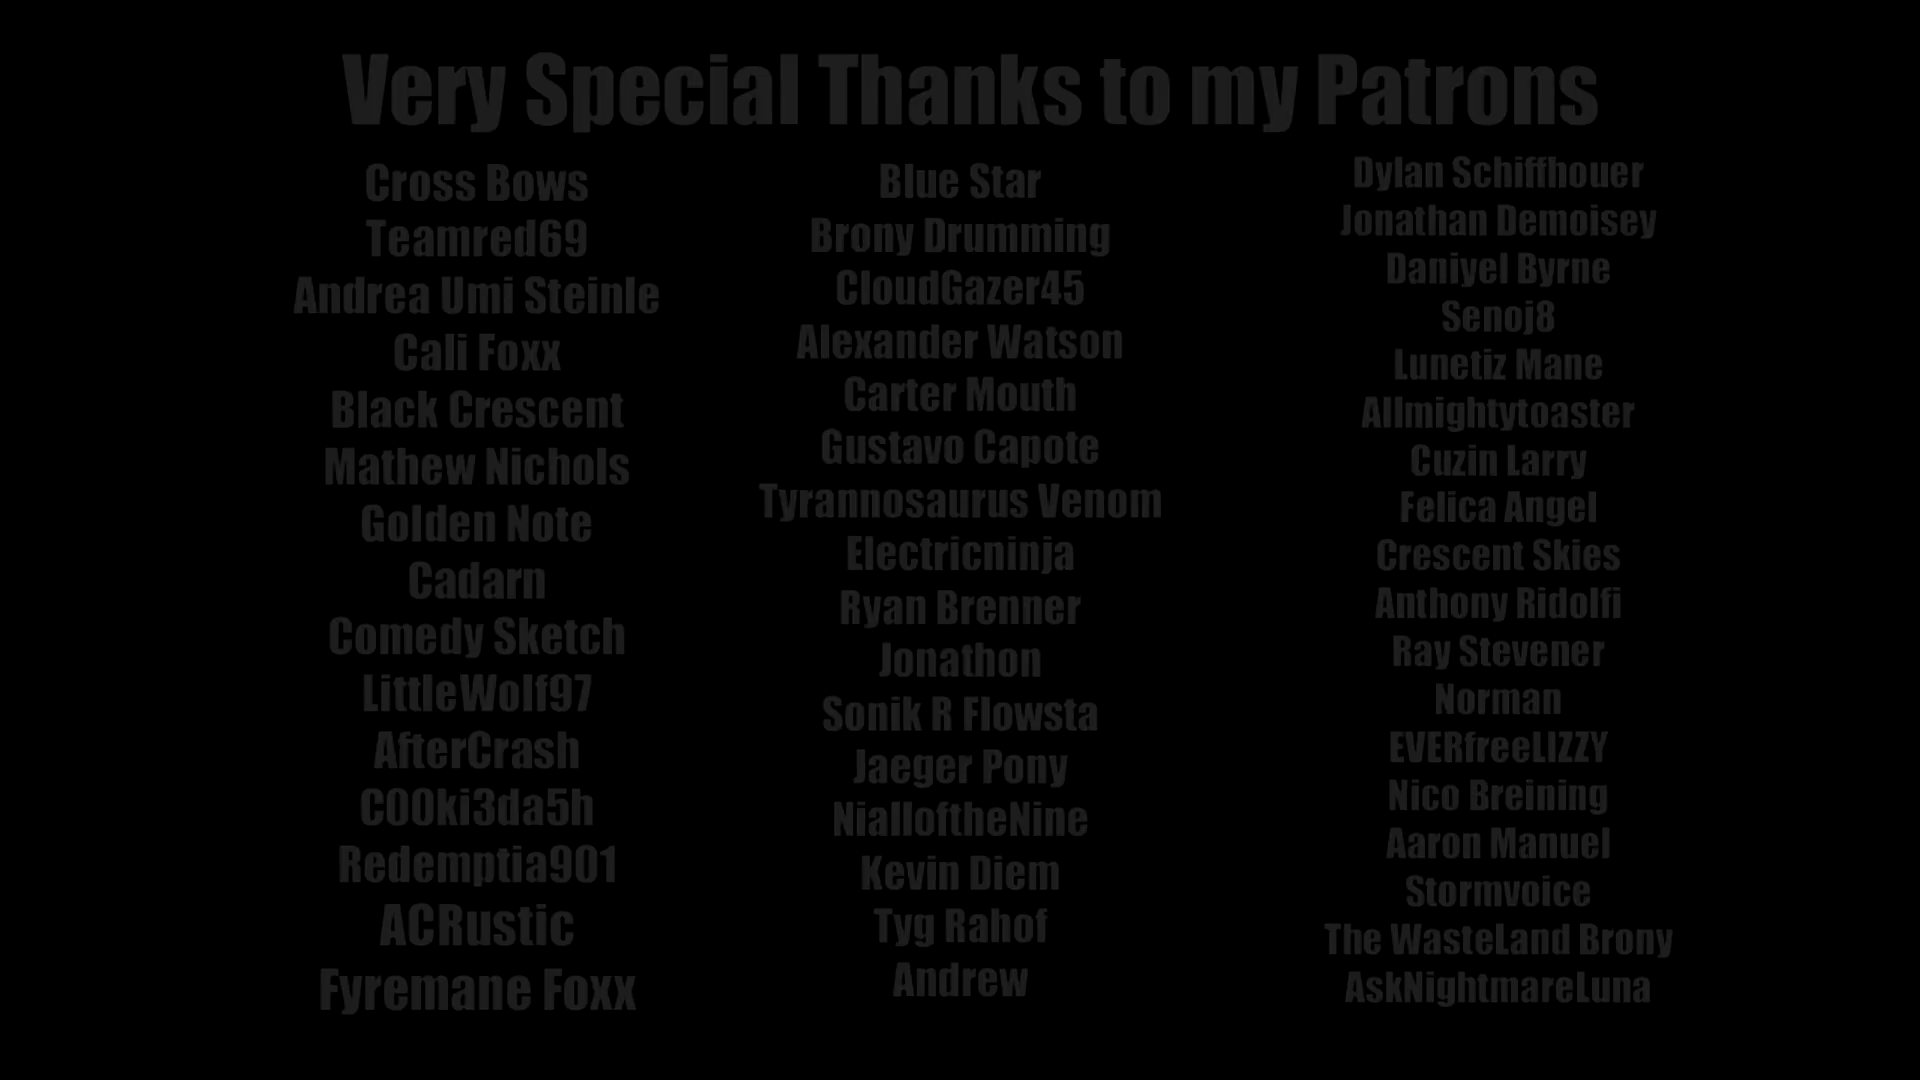 Very Special Thanks to my Patrons
Cross Bows
Teamred69
Andrea Umi Steinle
Cali Foxx
Black Crescent
Mathew Nichols
Golden Note
Cadarn
Comedy Sketch
LittleWolf97
AfterCrash
C00ki3da5h
Redemptia901
ACRustic
Fyremane Foxx
Blue Star
Brony Drumming
CloudGazer45
Alexander Watson
Carter Mouth
Gustavo Capote
Tyrannosaurus Venom
Electricninja
Ryan Brenner
Jonathon
Sonik R Flowsta
Jaeger Pony
NialloftheNine
Kevin Diem
Tyg Rahof
Andrew
Dylan Schiffhouer
Jonathan Demoisey
Daniyel Byrne
Senoj8
Lunetiz Mane
Allmightytoaster
Cuzin Larry
Felica Angel
Crescent Skies
Anthony Ridolfi
Ray Stevener
Norman
EVERfreeLIZZY
Nico Breining
Aaron Manuel
Stormvoice
The WasteLand Brony
AskNightmareLuna